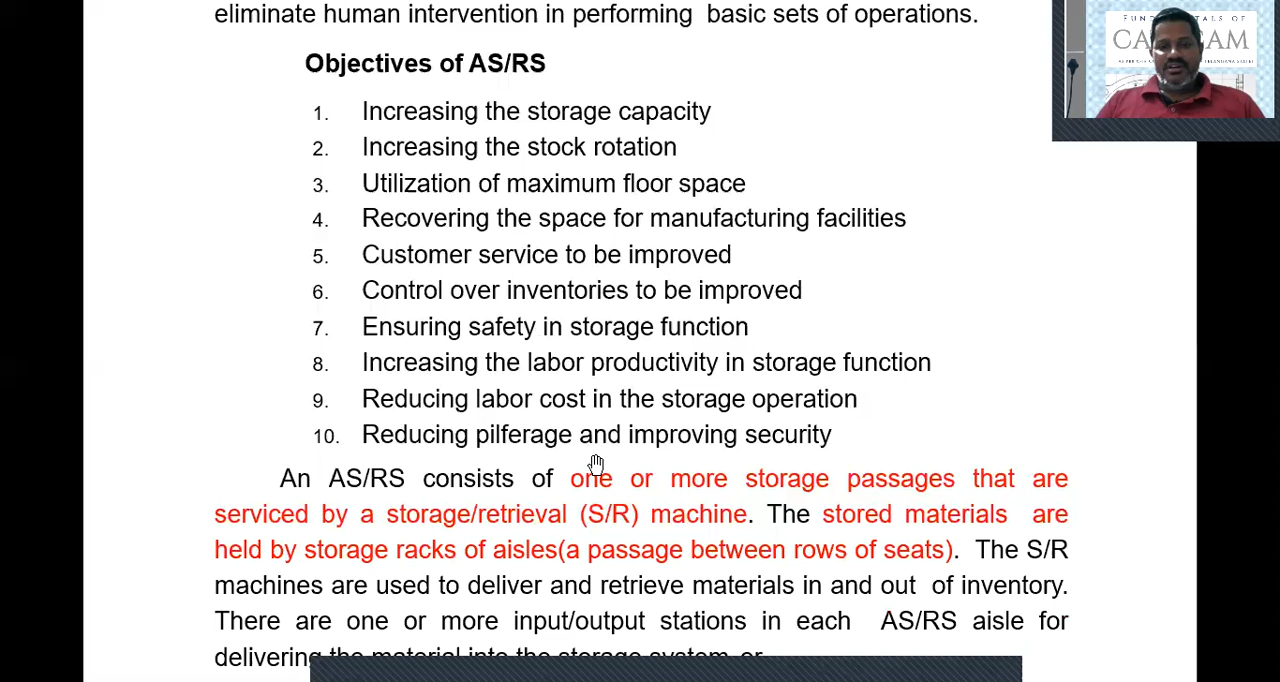 eliminate human intervention in performing basic sets of operations.
FUNDAMENTALS OF
Objectives of AS/RS
1. Increasing the storage capacity
2. Increasing the stock rotation
3. Utilization of maximum floor space
4. Recovering the space for manufacturing facilities
5. Customer service to be improved
6. Control over inventories to be improved
7. Ensuring safety in storage function
8. Increasing the labor productivity in storage function
9. Reducing labor cost in the storage operation
10. Reducing pilferage and improving security
An AS/RS consists of one or more storage passages that are
serviced by a storage/retrieval (S/R) machine. The stored materials are
held by storage racks of aisles(a passage between rows of seats). The S/R
machines are used to deliver and retrieve materials in and out of inventory.
There are one or more input/output stations in each AS/RS aisle for
delivering the material into the storage system or